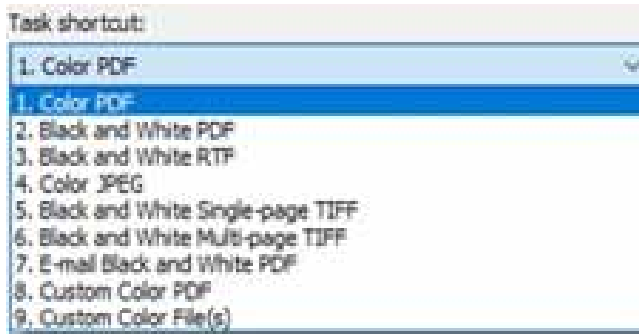 Task shortcut:
1. Color PDF
1. Color PDF
2. Black and White PDF
3. Black and White RTF
4. Color JPEG
5. Black and White Single-page TIFF
6. Black and White Multi-page TIFF
7. E-mail Black and White PDF
8. Custom Color PDF
9. Custom Color File(s)